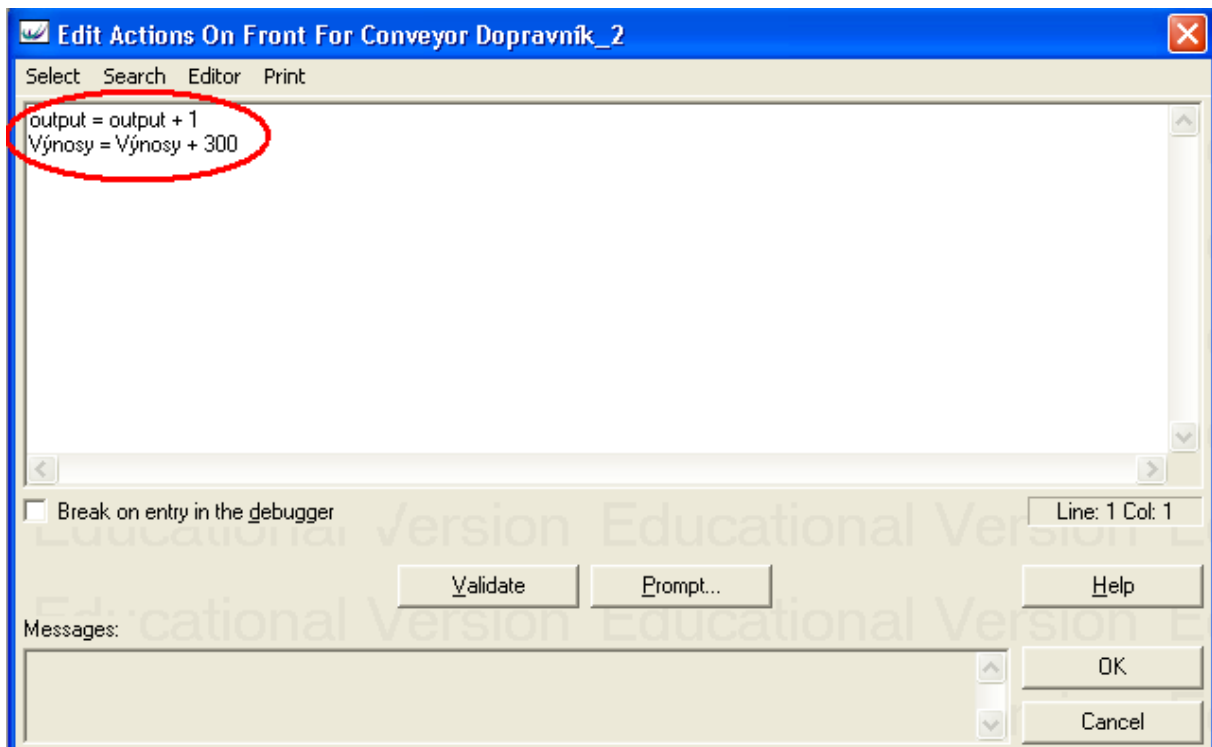 Edit Actions On Front For Conveyor Dopravník_2
Select Search Editor Print
output = output + 1
Výnosy = Výnosy + 300
Break on entry in the debugger
Line: 1 Col: 1
Educational Version Educational Version
Validate Prompt... Help
Educational Version Educational Version
Messages:
OK
Cancel